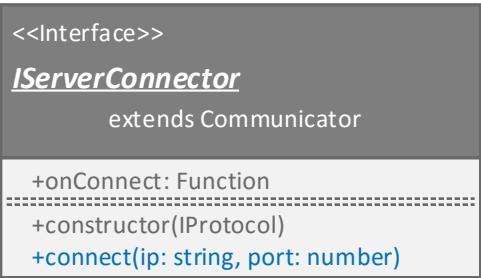 <<Interface>>
IServerConnector
extends Communicator
+onConnect: Function
+constructor(IProtocol)
+connect(ip: string, port: number)